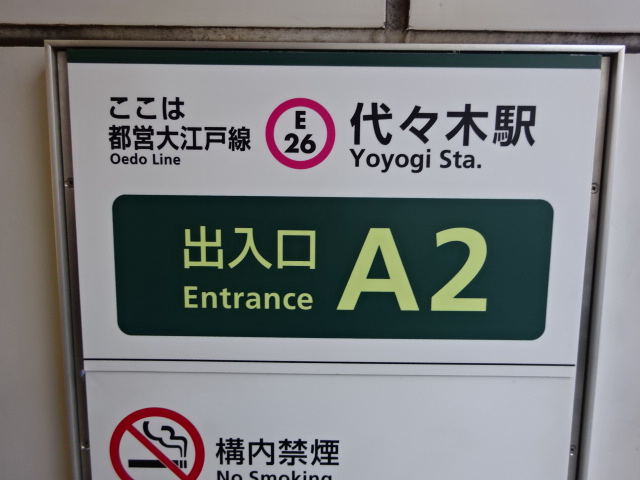 ここは
都営大江戸線
Oedo Line
E
26
代々木駅
Yoyogi Sta.
出入口
Entrance
A2
構内禁煙
No Smoking